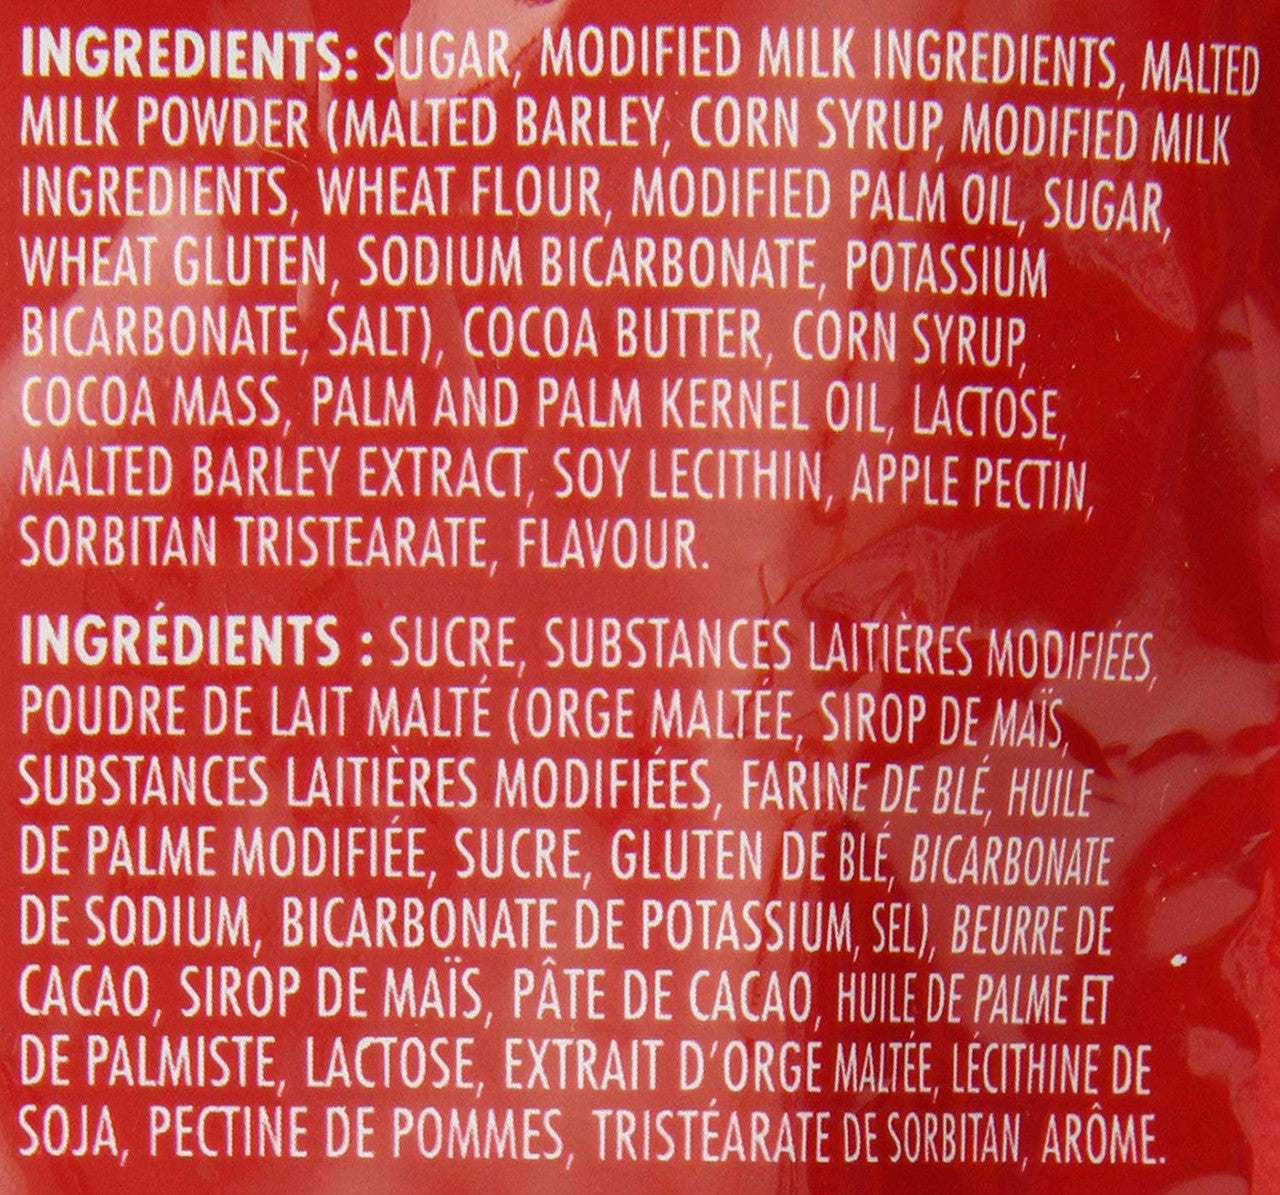 INGREDIENTS: SUGAR, MODIFIED MILK INGREDIENTS, MALTED
MILK POWDER (MALTED BARLEY, CORN SYRUP, MODIFIED MILK
INGREDIENTS, WHEAT FLOUR, MODIFIED PALM OIL, SUGAR,
WHEAT GLUTEN, SODIUM BICARBONATE, POTASSIUM
BICARBONATE, SALT), COCOA BUTTER, CORN SYRUP,
COCOA MASS, PALM AND PALM KERNEL OIL, LACTOSE,
MALTED BARLEY EXTRACT, SOY LECITHIN, APPLE PECTIN,
SORBITAN TRISTEARATE, FLAVOUR.
INGRÉDIENTS : SUCRE, SUBSTANCES LAITIÈRES MODIFIÉES,
POUDRE DE LAIT MALTÉ (ORGE MALTÉE, SIROP DE MAÏS,
SUBSTANCES LAITIÈRES MODIFIÉES, FARINE DE BLÉ, HUILE
DE PALME MODIFIÉE, SUCRE, GLUTEN DE BLÉ, BICARBONATE
DE SODIUM, BICARBONATE DE POTASSIUM, SEL), BEURRE DE
CACAO, SIROP DE MAÏS, PÂTE DE CACAO, HUILE DE PALME ET
DE PALMISTE, LACTOSE, EXTRAIT D'ORGE MALTÉE, LÉCITHINE DE
SOJA, PECTINE DE POMMES, TRISTÉARATE DE SORBITAN, ARÔME.